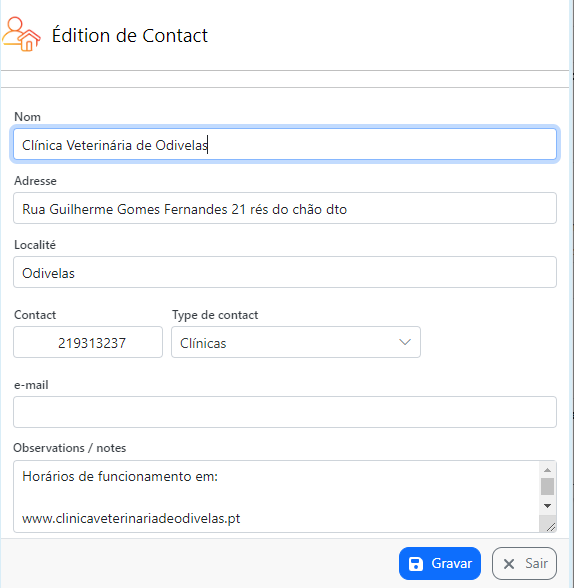 Édition de Contact
Nom
Clínica Veterinária de Odivelas
Adresse
Rua Guilherme Gomes Fernandes 21 rés do chão dto
Localité
Odivelas
Contact
Type de contact
219313237
Clínicas
e-mail
Observations / notes
Horários de funcionamento em:
www.clinicaveterinariadeodivelas.pt
Gravar
Sair